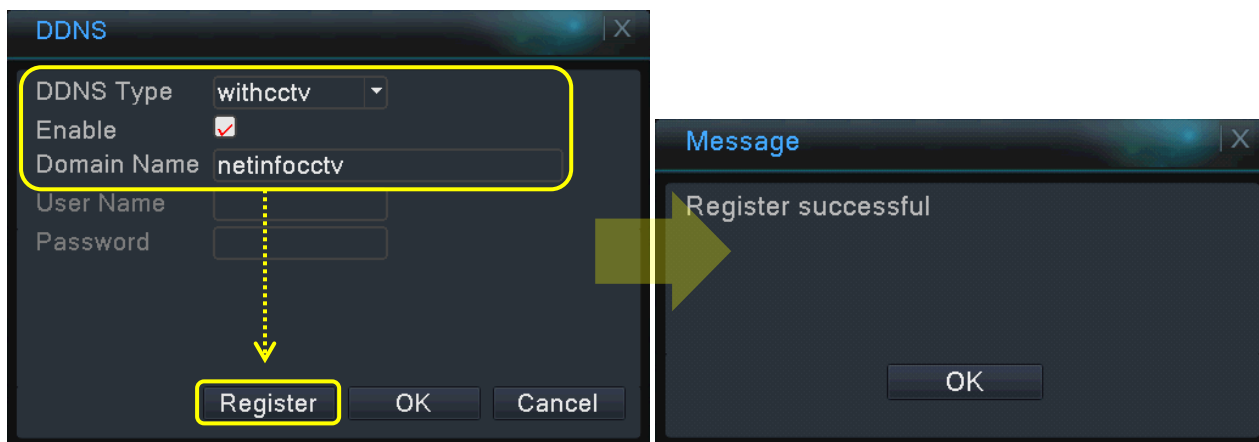 DDNS
X
DDNS Type withcctv
Enable
Domain Name netinfocctv
User Name
Password
Register OK Cancel
Message
X
Register successful
OK